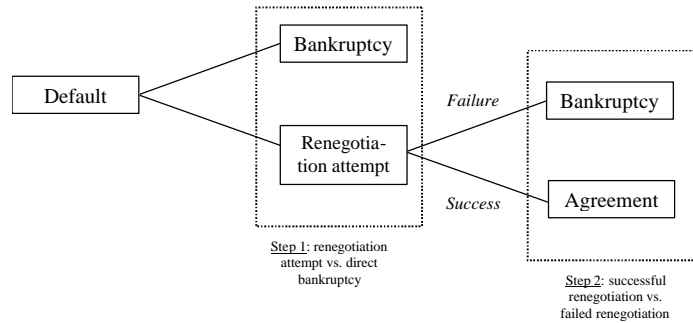 Bankruptcy
Default
Renegotia-
tion attempt
Failure
Bankruptcy
Success
Agreement
Step 1: renegotiation
attempt vs. direct
bankruptcy
Step 2: successful
renegotiation vs.
failed renegotiation